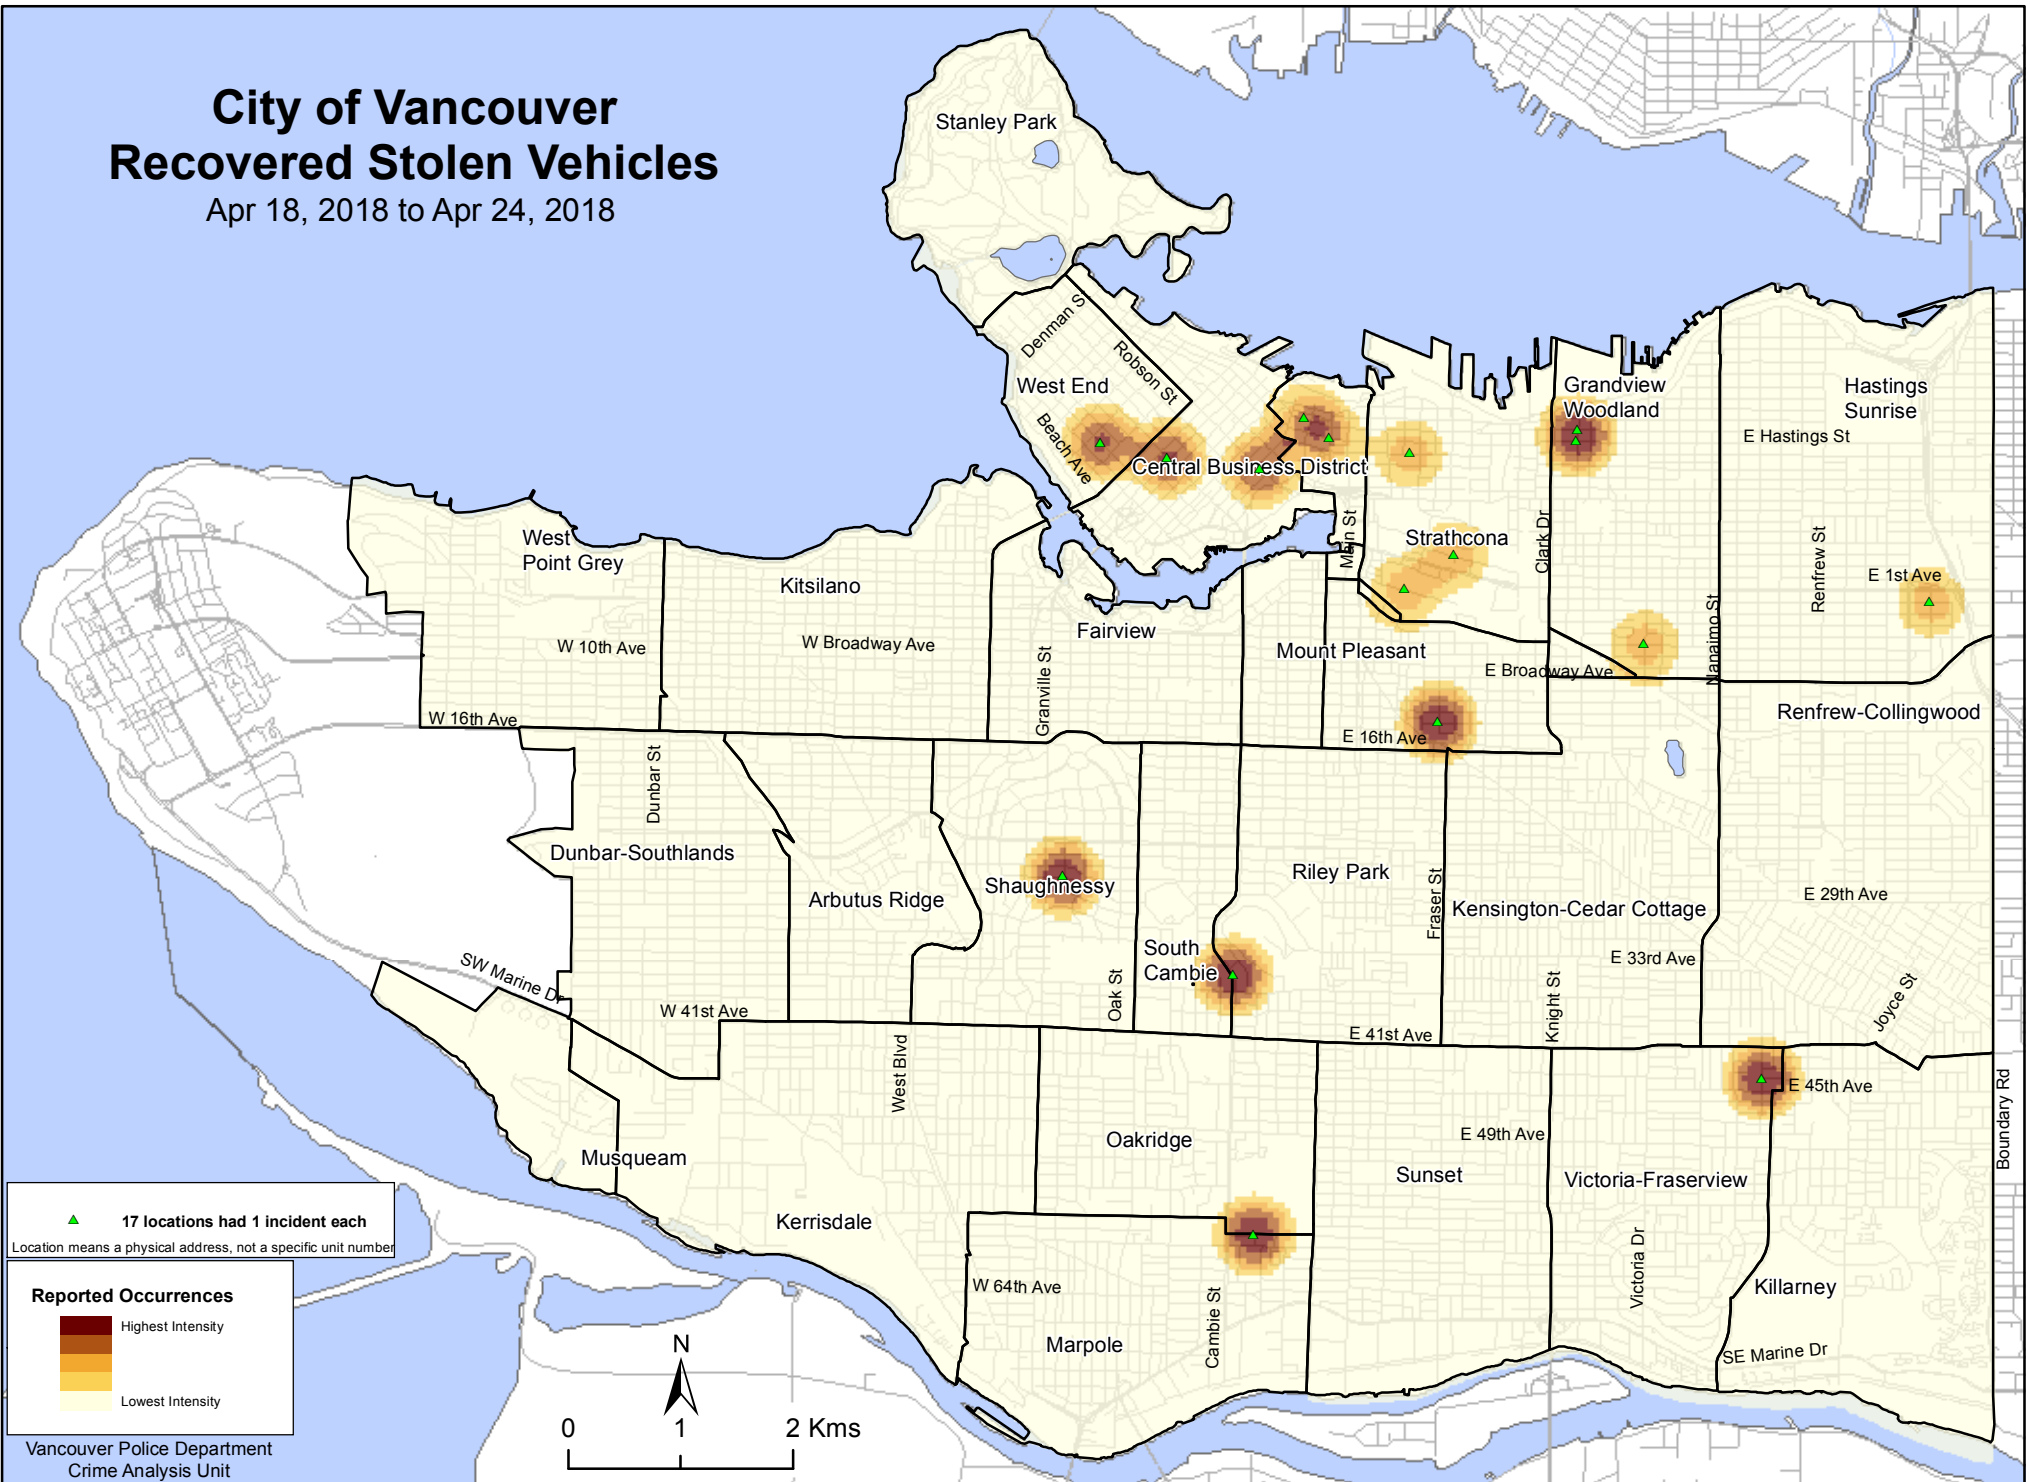 City of Vancouver
Recovered Stolen Vehicles
Apr 18, 2018 to Apr 24, 2018
Stanley Park
Denman S
Robson St
West End
Beach Ave
Central Business District
Grandview
Woodland
Hastings
Sunrise
E Hastings St
Main St
Strathcona
Clark Dr
Renfrew St
E 1st Ave
Nanaimo St
West
Point Grey
Kitsilano
W 10th Ave
W Broadway Ave
Fairview
Granville St
Mount Pleasant
E Broadway Ave
W 16th Ave
E 16th Ave
Renfrew-Collingwood
Dunbar St
Dunbar-Southlands
Arbutus Ridge
Shaughnessy
Riley Park
Fraser St
Kensington-Cedar Cottage
E 29th Ave
South
Cambie
E 33rd Ave
SW Marine Dr
W 41st Ave
Oak St
E 41st Ave
Knight St
Joyce St
West Blvd
E 45th Ave
Boundary Rd
Musqueam
Oakridge
E 49th Ave
Sunset
Victoria-Fraserview
Kerrisdale
W 64th Ave
Cambie St
Victoria Dr
Killarney
Marpole
SE Marine Dr
17 locations had 1 incident each
Location means a physical address, not a specific unit number
Reported Occurrences
Highest Intensity
Lowest Intensity
Vancouver Police Department
Crime Analysis Unit
N
0 1 2 Kms